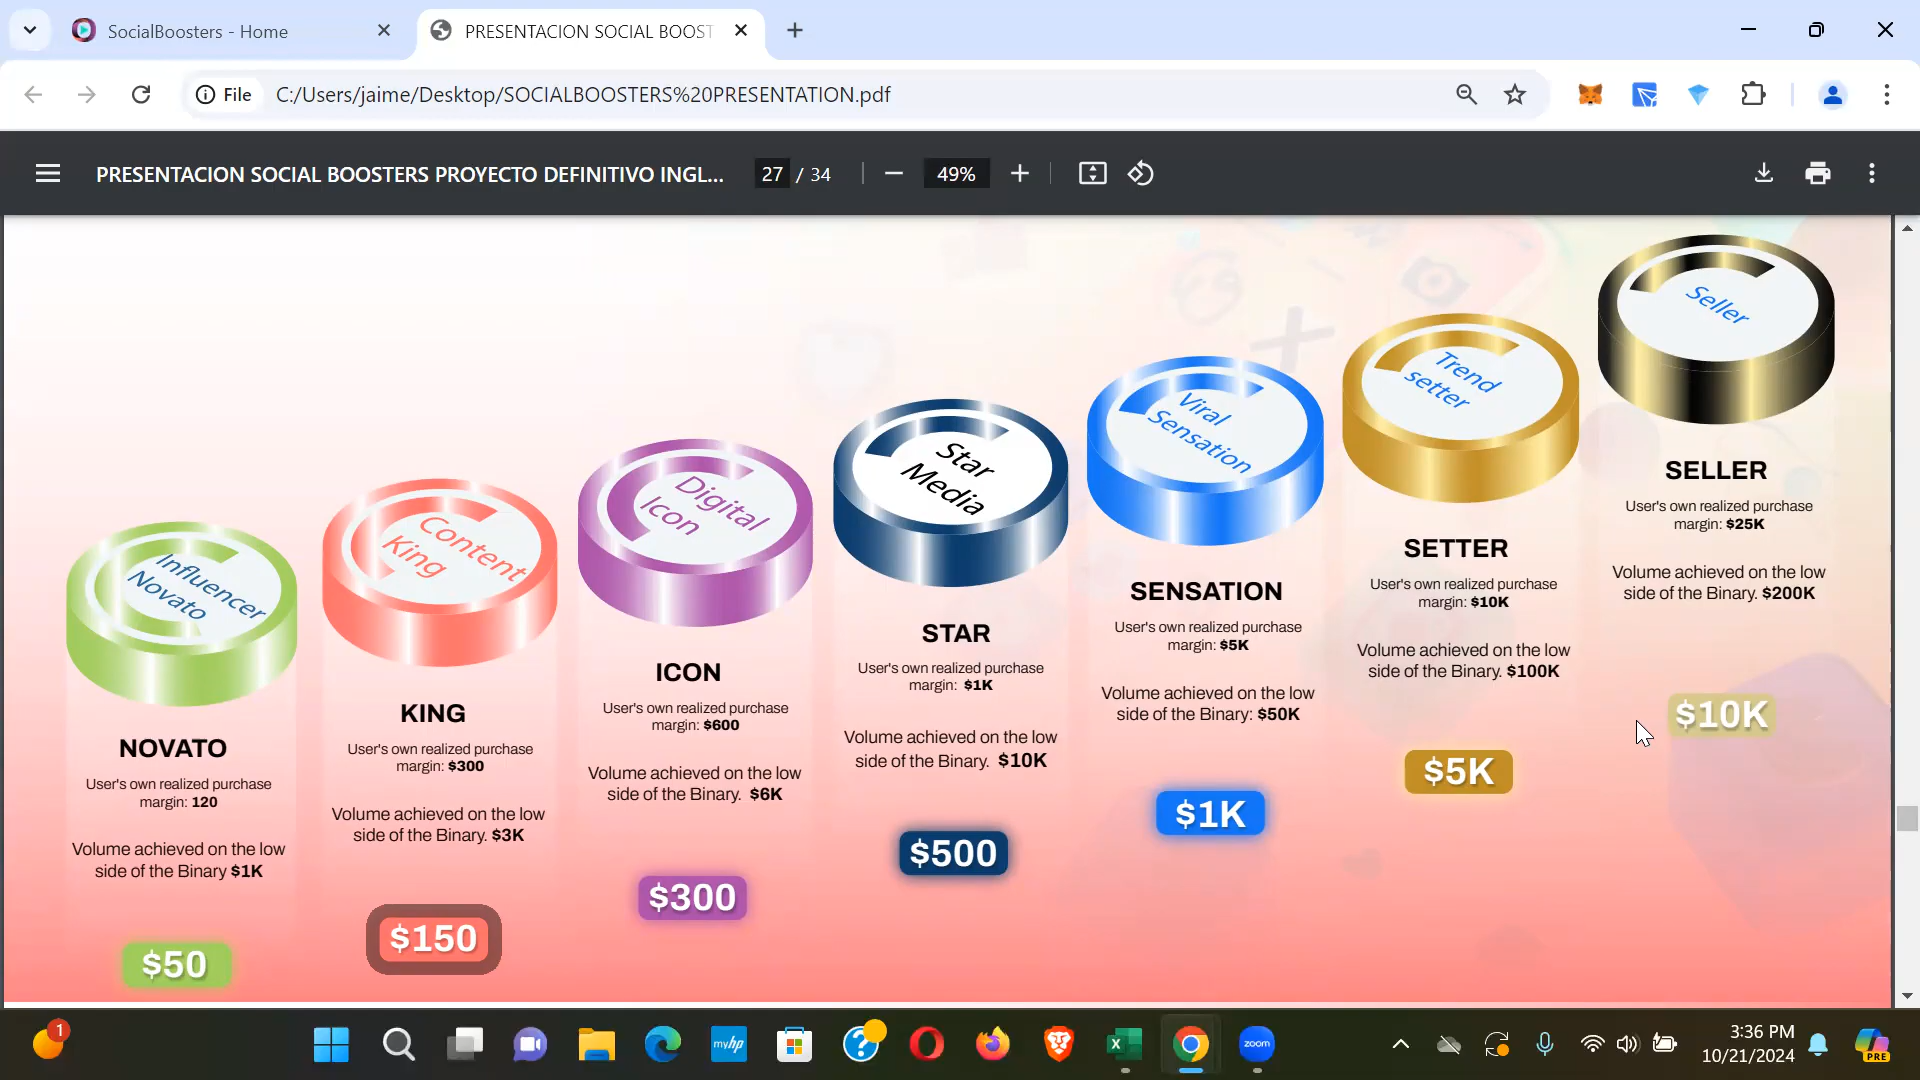 SocialBoosters - Home
PRESENTACION SOCIAL BOOST
File
C:/Users/jaime/Desktop/SOCIALBOOSTERS%20PRESENTATION.pdf
PRESENTACION SOCIAL BOOSTERS PROYECTO DEFINITIVO INGL...
27 / 34
49%
Influencer
Novato
NOVATO
User's own realized purchase
margin: 120
Volume achieved on the low
side of the Binary $1K
$50
Content
King
KING
User's own realized purchase
margin: $300
Volume achieved on the low
side of the Binary. $3K
$150
Digital
Icon
ICON
User's own realized purchase
margin: $600
Volume achieved on the low
side of the Binary. $6K
$300
Star
Media
STAR
User's own realized purchase
margin: $1K
Volume achieved on the low
side of the Binary. $10K
$500
Viral
Sensation
SENSATION
User's own realized purchase
margin: $5K
Volume achieved on the low
side of the Binary: $50K
$1K
Trend
setter
SETTER
User's own realized purchase
margin: $10K
Volume achieved on the low
side of the Binary. $100K
$5K
Seller
SELLER
User's own realized purchase
margin: $25K
Volume achieved on the low
side of the Binary. $200K
$10K
1
myhp
zoom
3:36 PM
10/21/2024
PRE